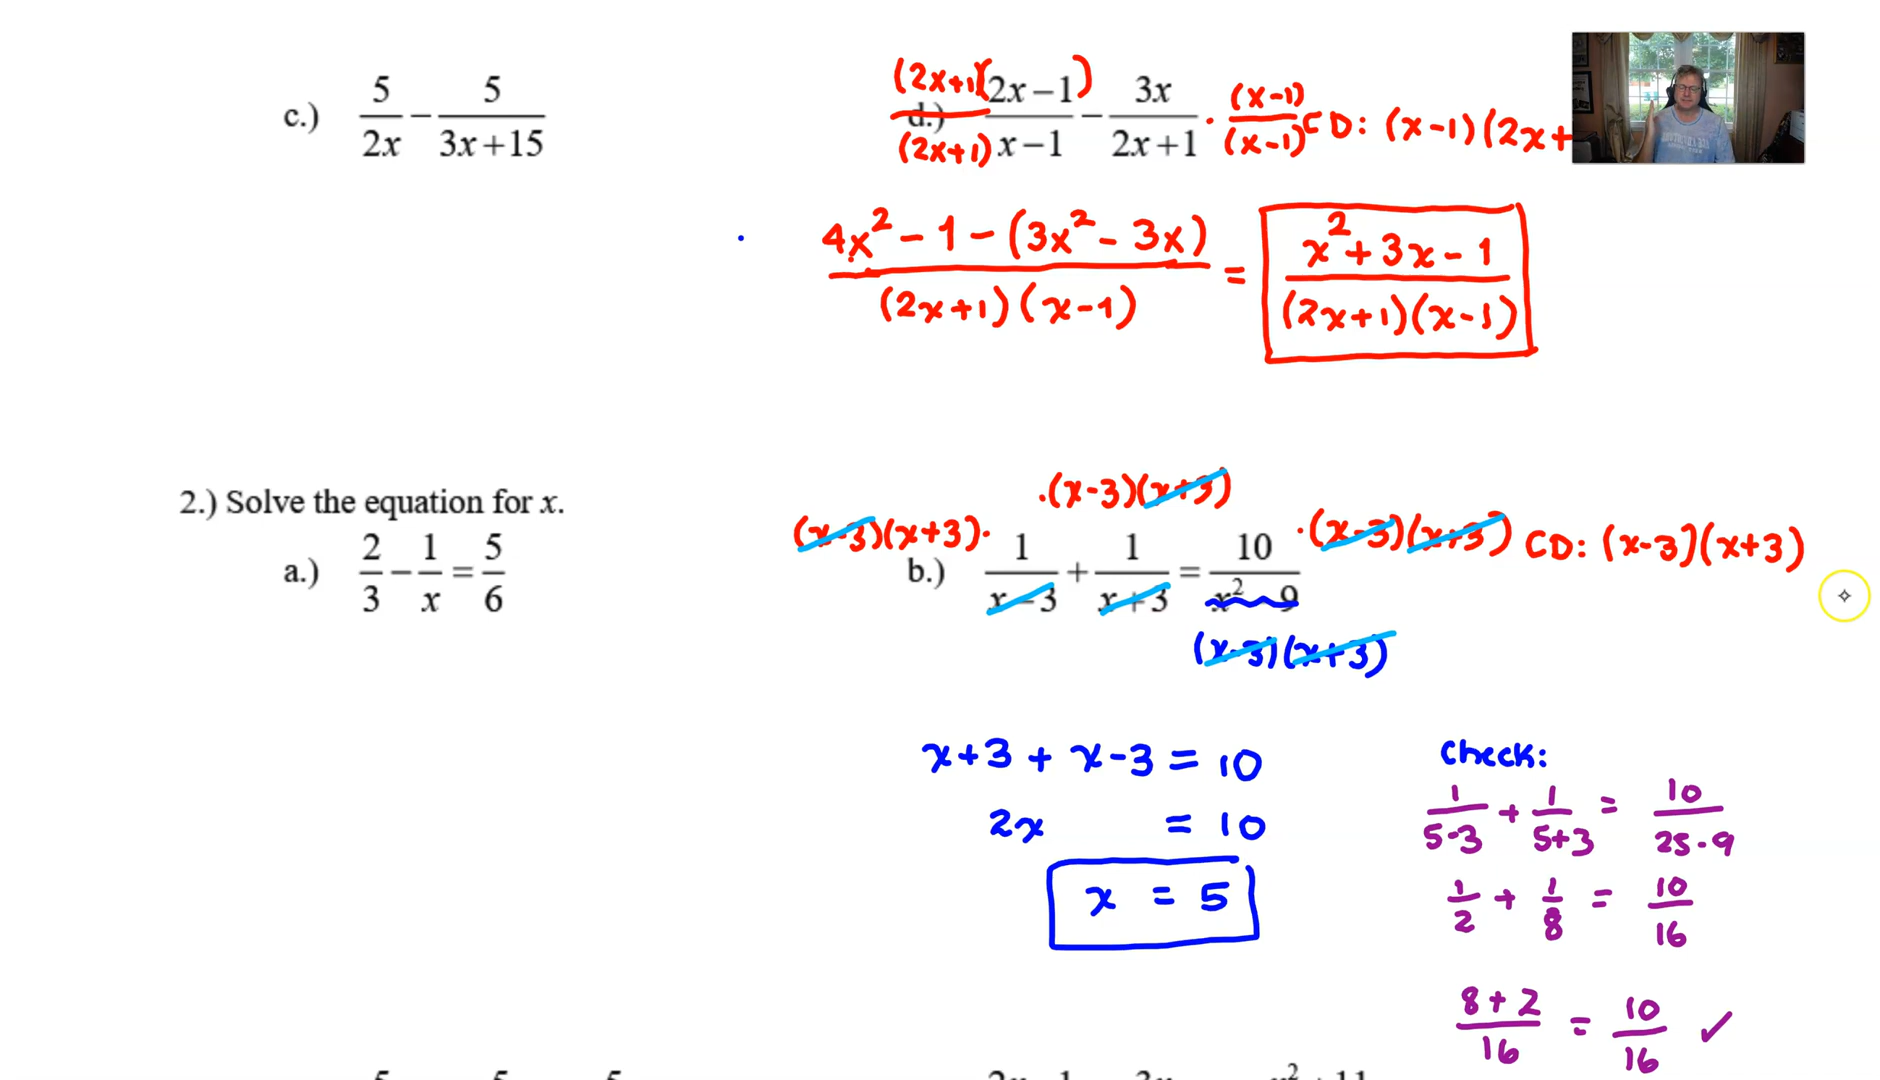 c.) 5/2x − 5/(3x+15)
(2x+1)/(2x+1) d.) (2x−1)/(x−1) − 3x/(2x+1) · (x−1)/(x−1) CD: (x−1)(2x+
(4x² − 1 − (3x² − 3x))/((2x+1)(x−1)) = (x² + 3x − 1)/((2x+1)(x−1))
2.) Solve the equation for x.
a.) 2/3 − 1/x = 5/6
·(x−3)(x+3)
(x−3)(x+3)· b.) 1/(x−3) + 1/(x+3) = 10/(x² − 9) ·(x−3)(x+3) CD: (x−3)(x+3)
(x−3)(x+3)
x+3 + x−3 = 10
2x = 10
x = 5
Check:
1/(5-3) + 1/(5+3) = 10/(25-9)
1/2 + 1/8 = 10/16
(8+2)/16 = 10/16 ✓